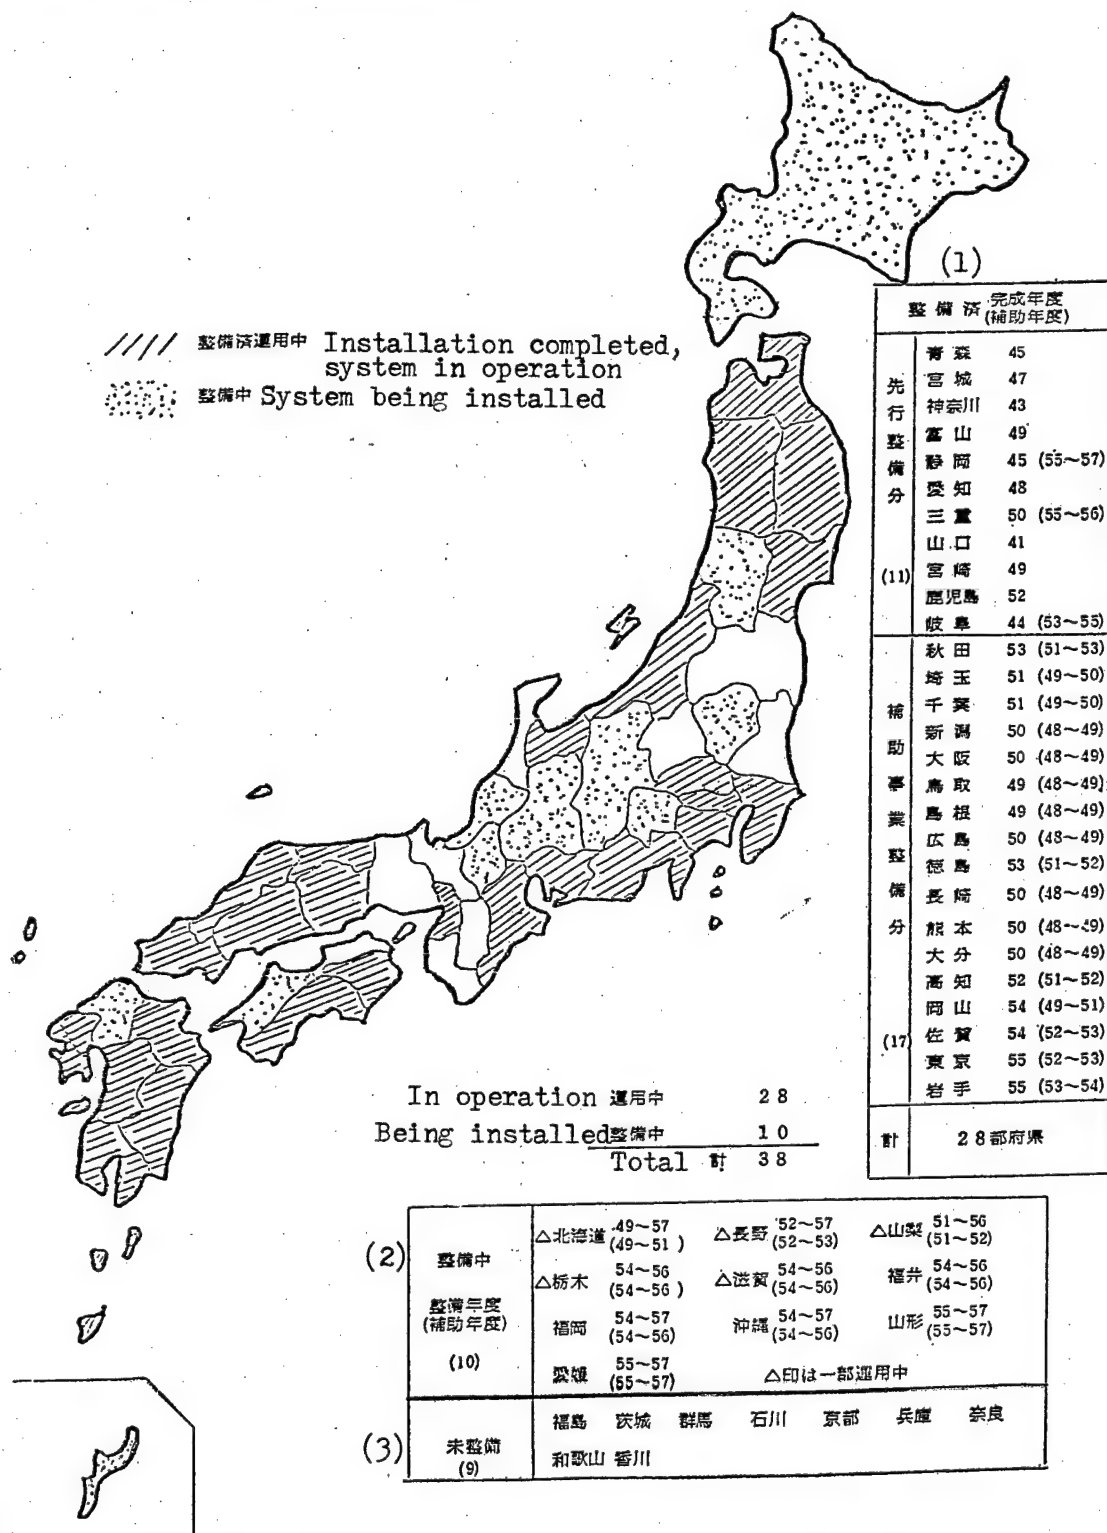 (1)
整備済 完成年度
(補助年度)
整備済運用中 Installation completed,
system in operation
整備中 System being installed
先行整備分 (11)
青森 45
宮城 47
神奈川 43
富山 49
静岡 45 (55~57)
愛知 48
三重 50 (55~56)
山口 41
宮崎 49
鹿児島 52
岐阜 44 (53~55)
補助事業整備分 (17)
秋田 53 (51~53)
埼玉 51 (49~50)
千葉 51 (49~50)
新潟 50 (48~49)
大阪 50 (48~49)
鳥取 49 (48~49)
島根 49 (48~49)
広島 50 (48~49)
徳島 53 (51~52)
長崎 50 (48~49)
熊本 50 (48~49)
大分 50 (48~49)
高知 52 (51~52)
岡山 54 (49~51)
佐賀 54 (52~53)
東京 55 (52~53)
岩手 55 (53~54)
計 28都府県
In operation 運用中 28
Being installed 整備中 10
Total 計 38
(2)
整備中
整備年度
(補助年度)
(10)
△北海道 49~57 (49~51) △長野 52~57 (52~53) △山梨 51~56 (51~52)
△栃木 54~56 (54~56) △滋賀 54~56 (54~56) 福井 54~56 (54~56)
福岡 54~57 (54~56) 沖縄 54~57 (54~56) 山形 55~57 (55~57)
愛媛 55~57 (55~57) △印は一部運用中
(3)
未整備
(9)
福島 茨城 群馬 石川 京都 兵庫 奈良
和歌山 香川